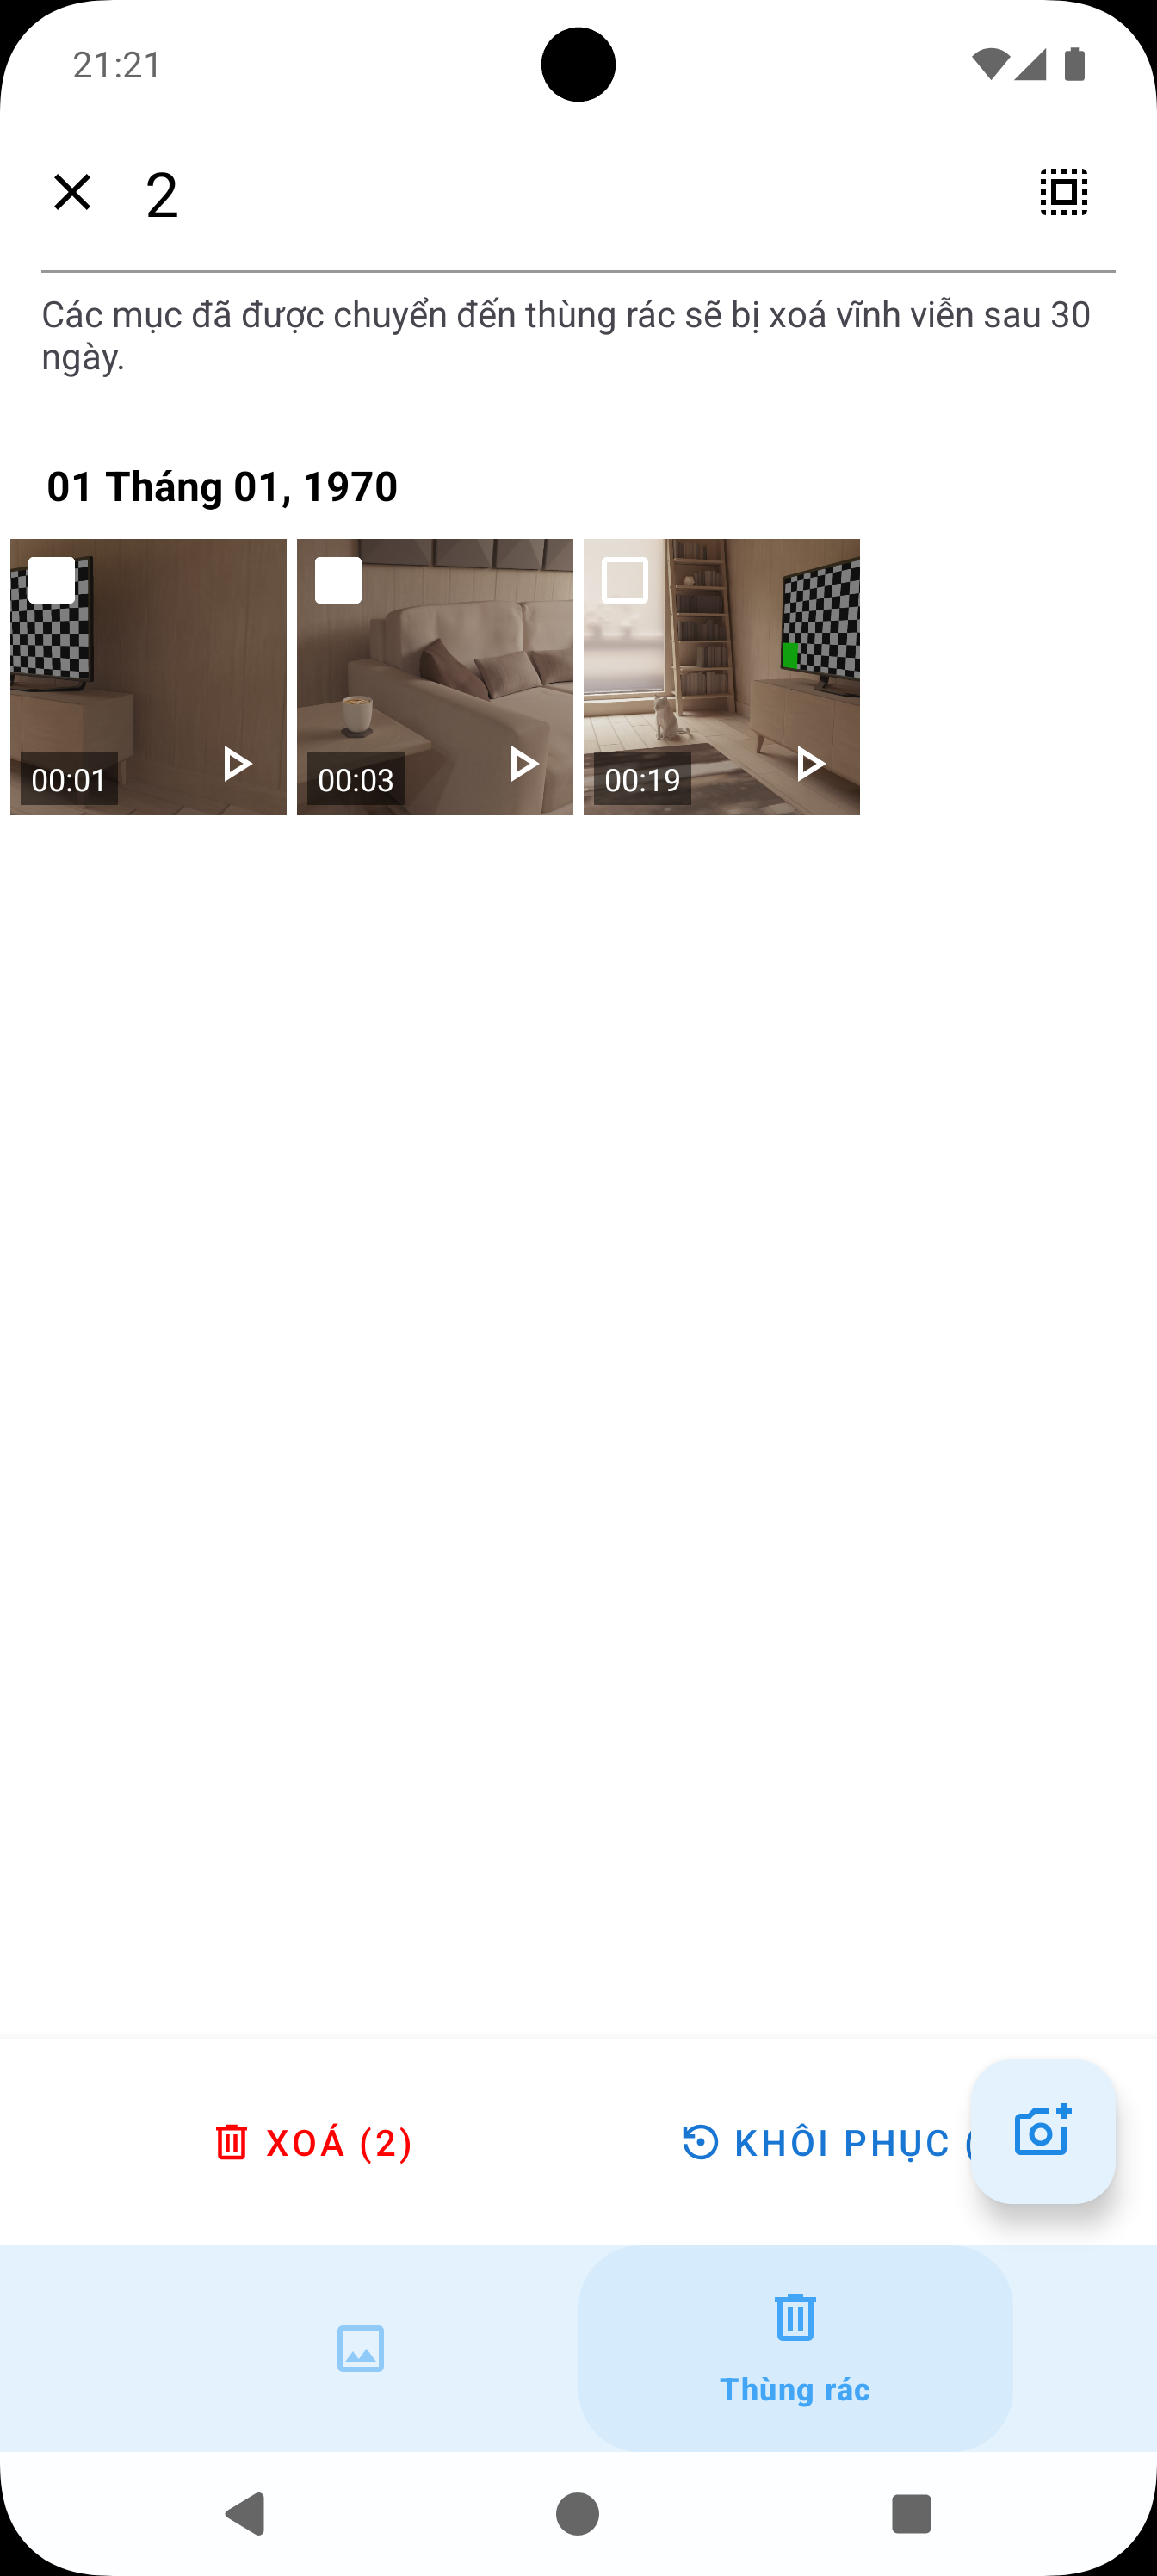 21:21
2
Các mục đã được chuyển đến thùng rác sẽ bị xoá vĩnh viễn sau 30
ngày.
01 Tháng 01, 1970
00:01
00:03
00:19
XOÁ (2)
KHÔI PHỤC (
Thùng rác